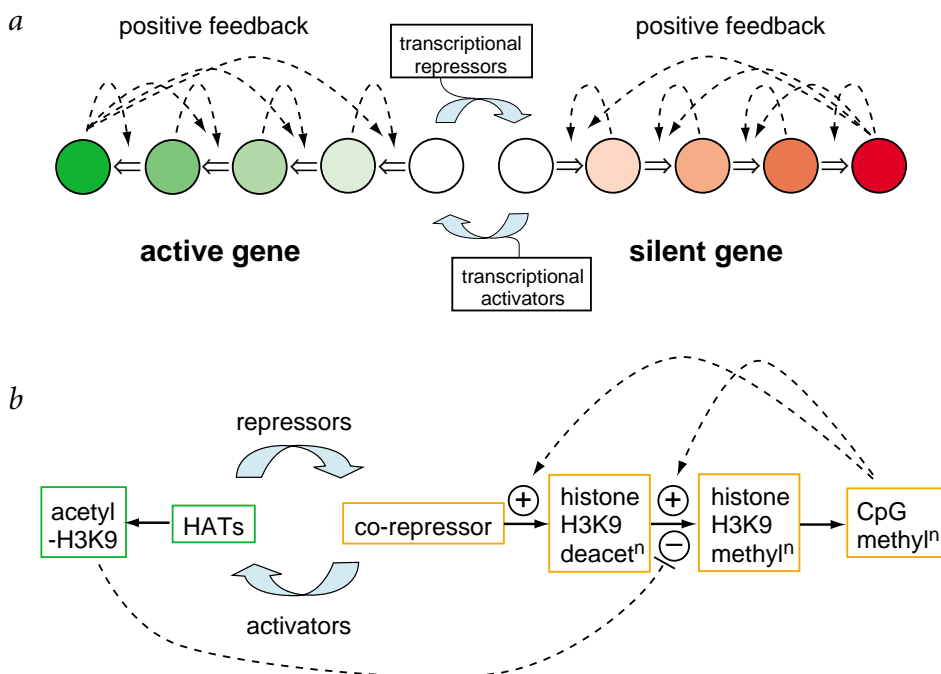 a
positive feedback
transcriptional
repressors
positive feedback
active gene
silent gene
transcriptional
activators
b
repressors
acetyl
-H3K9
HATs
co-repressor
+
histone
H3K9
deacetⁿ
+
−
histone
H3K9
methylⁿ
CpG
methylⁿ
activators